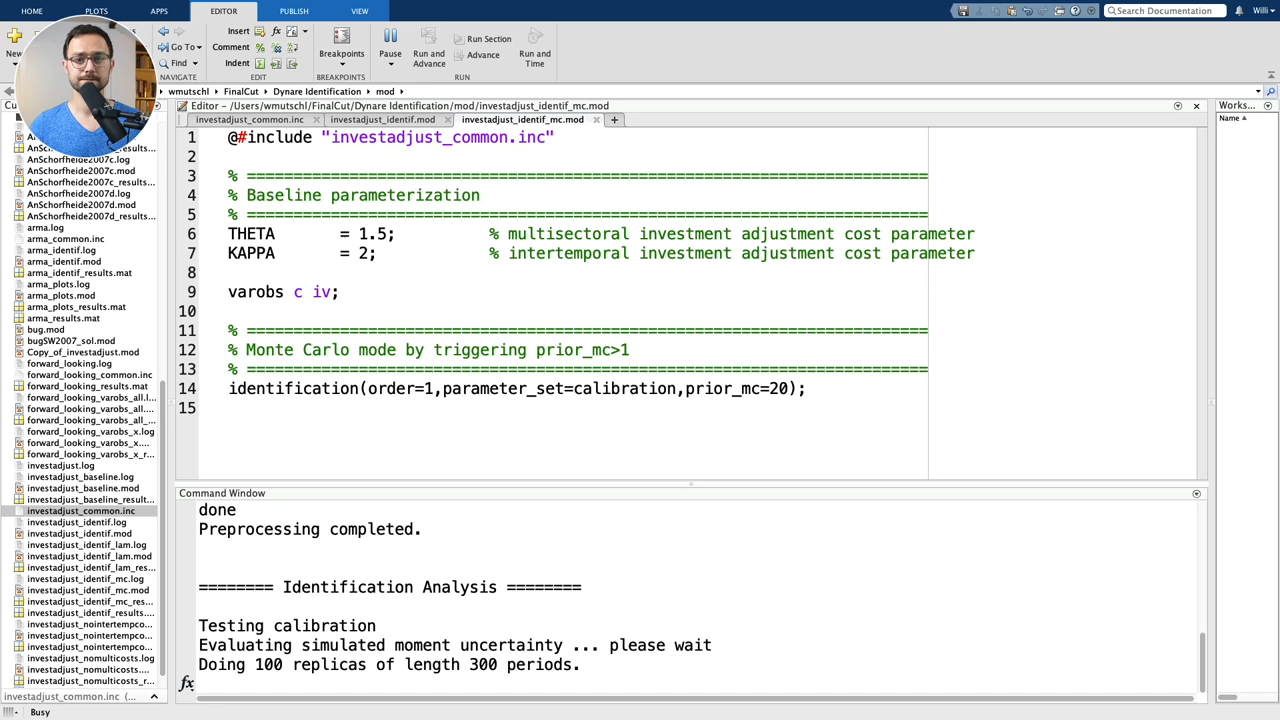 HOME PLOTS APPS EDITOR PUBLISH VIEW Search Documentation Willi
New Go To Find NAVIGATE
Insert fx
Comment
Indent
EDIT
Breakpoints
BREAKPOINTS
Pause Run and Advance Run Section Advance Run and Time
RUN
wmutschl FinalCut Dynare Identification mod
Editor - /Users/wmutschl/FinalCut/Dynare Identification/mod/investadjust_identif_mc.mod
investadjust_common.inc investadjust_identif.mod investadjust_identif_mc.mod +
1 @#include "investadjust_common.inc"
2
3 % =========================================================================
4 % Baseline parameterization
5 % =========================================================================
6 THETA = 1.5; % multisectoral investment adjustment cost parameter
7 KAPPA = 2; % intertemporal investment adjustment cost parameter
8
9 varobs c iv;
10
11 % =========================================================================
12 % Monte Carlo mode by triggering prior_mc>1
13 % =========================================================================
14 identification(order=1,parameter_set=calibration,prior_mc=20);
15
Command Window
done
Preprocessing completed.
======== Identification Analysis ========
Testing calibration
Evaluating simulated moment uncertainty ... please wait
Doing 100 replicas of length 300 periods.
fx
Works...
Name
AnSchorfheide2007c.log
AnSchorfheide2007c.mod
AnSchorfheide2007c_results...
AnSchorfheide2007d.log
AnSchorfheide2007d.mod
AnSchorfheide2007d_results...
arma.log
arma_common.inc
arma_identif.log
arma_identif.mod
arma_identif_results.mat
arma_plots.log
arma_plots.mod
arma_plots_results.mat
arma_results.mat
bug.mod
bugSW2007_sol.mod
Copy_of_investadjust.mod
forward_looking.log
forward_looking_common.inc
forward_looking_results.mat
forward_looking_varobs_all.l...
forward_looking_varobs_all....
forward_looking_varobs_all_...
forward_looking_varobs_x.log
forward_looking_varobs_x....
forward_looking_varobs_x_r...
investadjust.log
investadjust_baseline.log
investadjust_baseline.mod
investadjust_baseline_result...
investadjust_common.inc
investadjust_identif.log
investadjust_identif.mod
investadjust_identif_lam.log
investadjust_identif_lam.mod
investadjust_identif_lam_res...
investadjust_identif_mc.log
investadjust_identif_mc.mod
investadjust_identif_mc_res...
investadjust_identif_results....
investadjust_nointertempco...
investadjust_nointertempco...
investadjust_nomulticosts.log
investadjust_nomulticosts....
investadjust_nomulticosts_r...
investadjust_common.inc (...
Busy